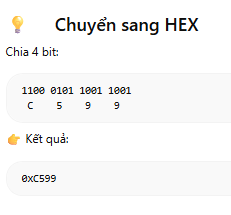 💡 Chuyển sang HEX
Chia 4 bit:
1100 0101 1001 1001
C 5 9 9
👉 Kết quả:
0xC599